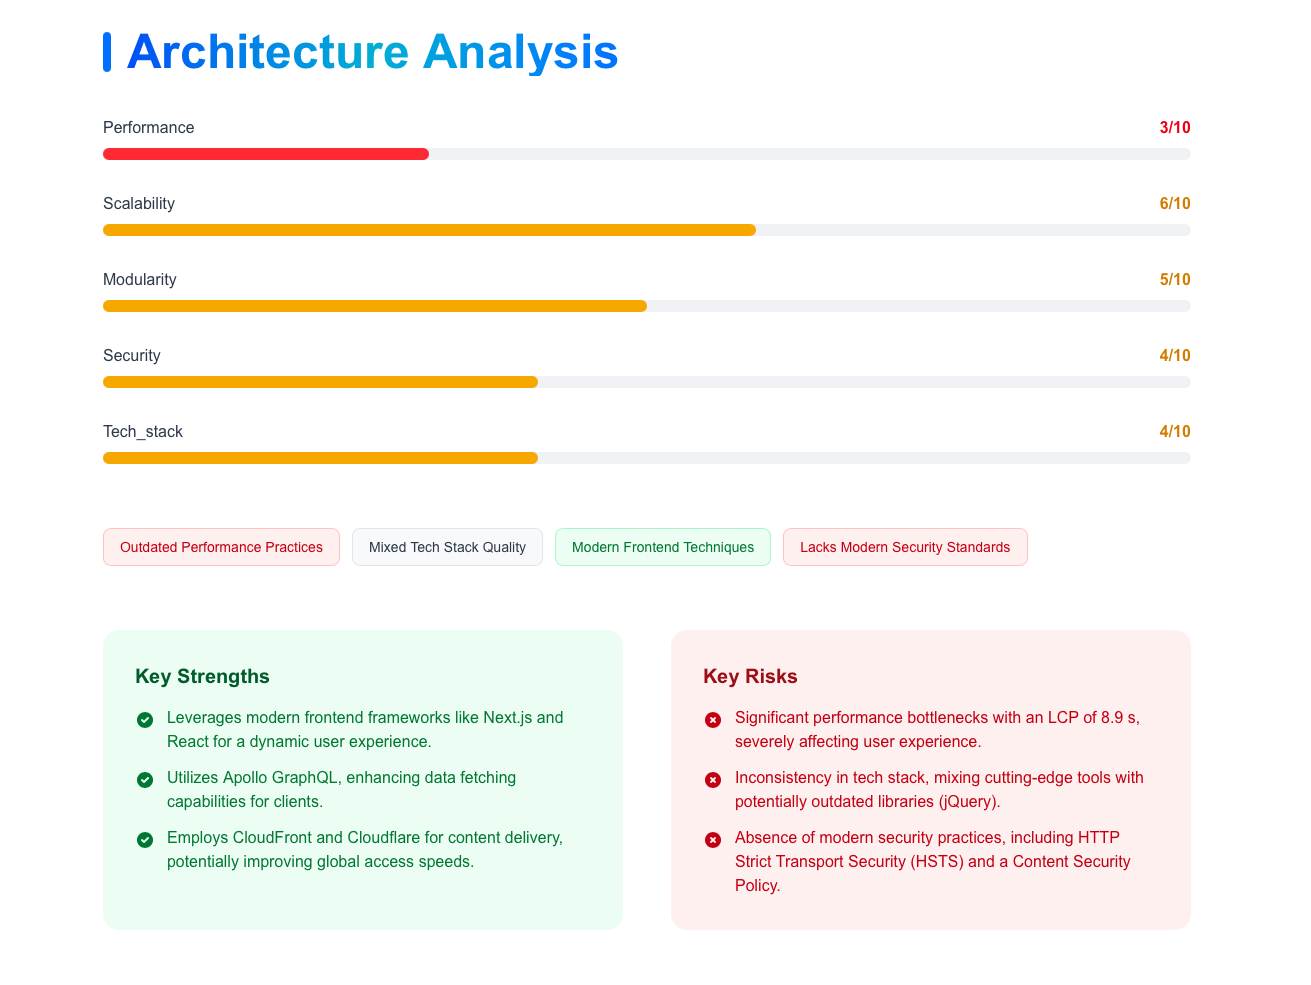 Architecture Analysis
Performance 3/10
Scalability 6/10
Modularity 5/10
Security 4/10
Tech_stack 4/10
Outdated Performance Practices
Mixed Tech Stack Quality
Modern Frontend Techniques
Lacks Modern Security Standards
Key Strengths
Leverages modern frontend frameworks like Next.js and
React for a dynamic user experience.
Utilizes Apollo GraphQL, enhancing data fetching
capabilities for clients.
Employs CloudFront and Cloudflare for content delivery,
potentially improving global access speeds.
Key Risks
Significant performance bottlenecks with an LCP of 8.9 s,
severely affecting user experience.
Inconsistency in tech stack, mixing cutting-edge tools with
potentially outdated libraries (jQuery).
Absence of modern security practices, including HTTP
Strict Transport Security (HSTS) and a Content Security
Policy.